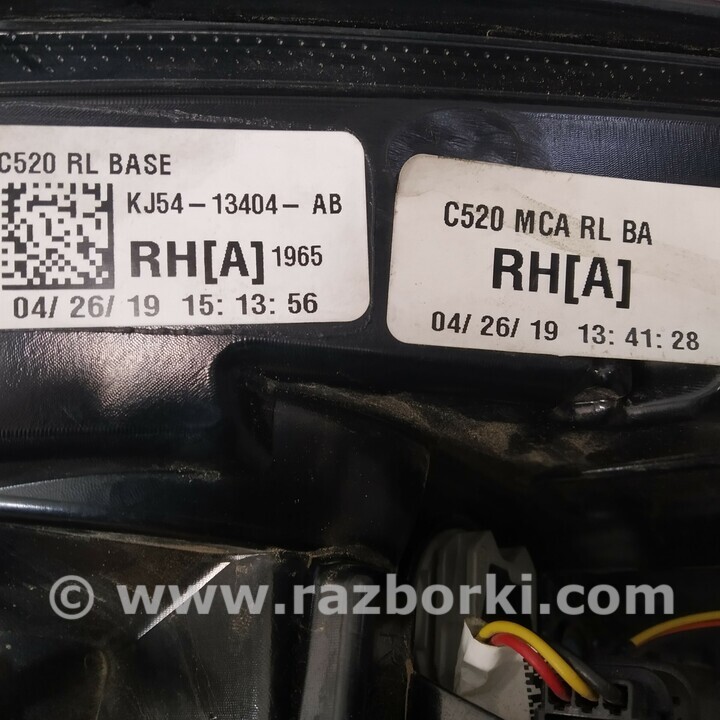 C520 RL BASE
KJ54-13404-AB
RH[A] 1965
04/ 26/ 19 15: 13: 56
C520 MCA RL BA
RH[A]
04/ 26/ 19 13: 41: 28
© www.razborki.com